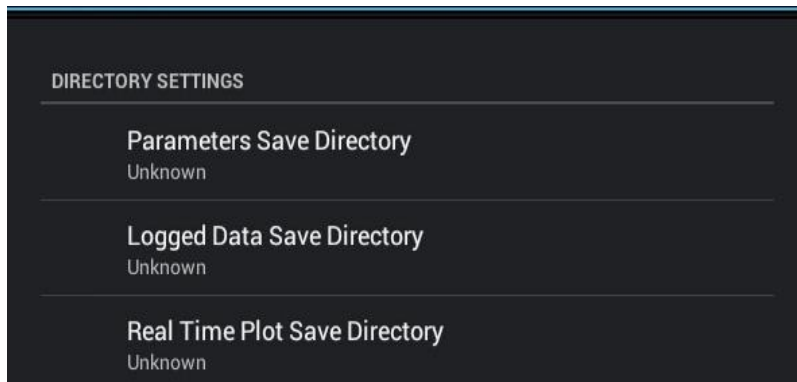 DIRECTORY SETTINGS
Parameters Save Directory
Unknown
Logged Data Save Directory
Unknown
Real Time Plot Save Directory
Unknown